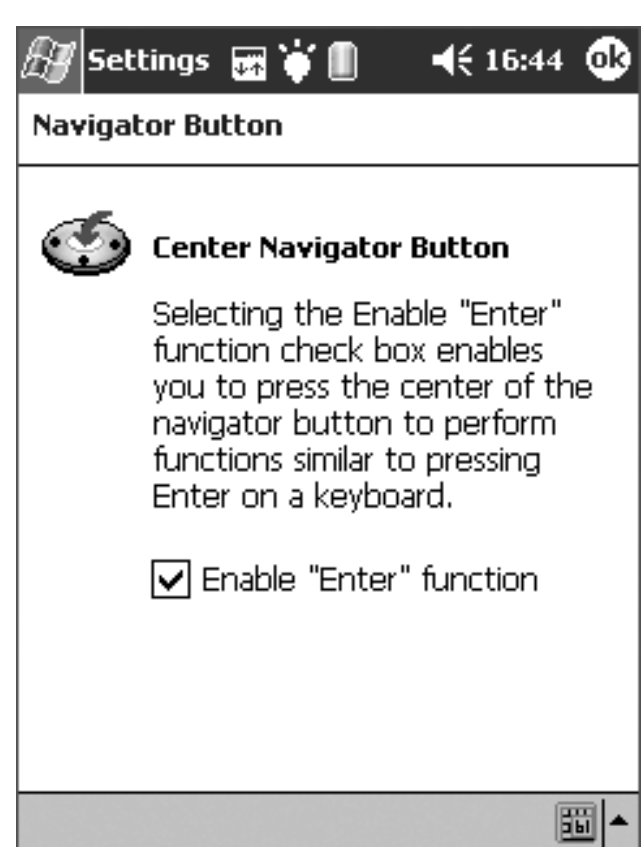 Settings 16:44 ok
Navigator Button
Center Navigator Button
Selecting the Enable "Enter"
function check box enables
you to press the center of the
navigator button to perform
functions similar to pressing
Enter on a keyboard.
Enable "Enter" function